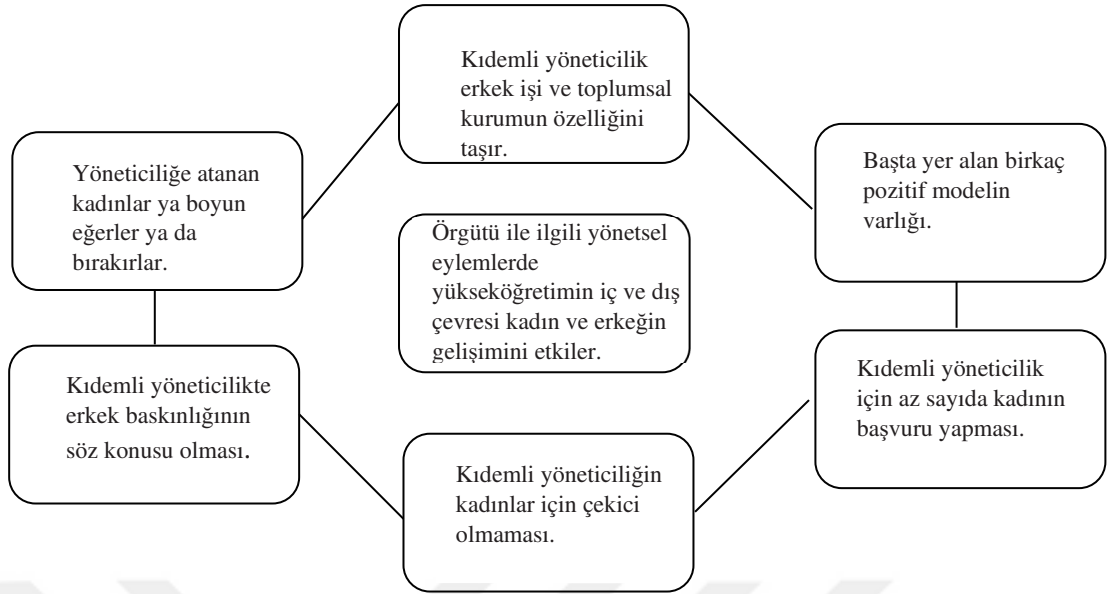 Kıdemli yöneticilik
erkek işi ve toplumsal
kurumun özelliğini
taşır.
Yöneticiliğe atanan
kadınlar ya boyun
eğerler ya da
bırakırlar.
Başta yer alan birkaç
pozitif modelin
varlığı.
Örgütü ile ilgili yönetsel
eylemlerde
yükseköğretimin iç ve dış
çevresi kadın ve erkeğin
gelişimini etkiler.
Kıdemli yöneticilikte
erkek baskınlığının
söz konusu olması.
Kıdemli yöneticilik
için az sayıda kadının
başvuru yapması.
Kıdemli yöneticiliğin
kadınlar için çekici
olmaması.